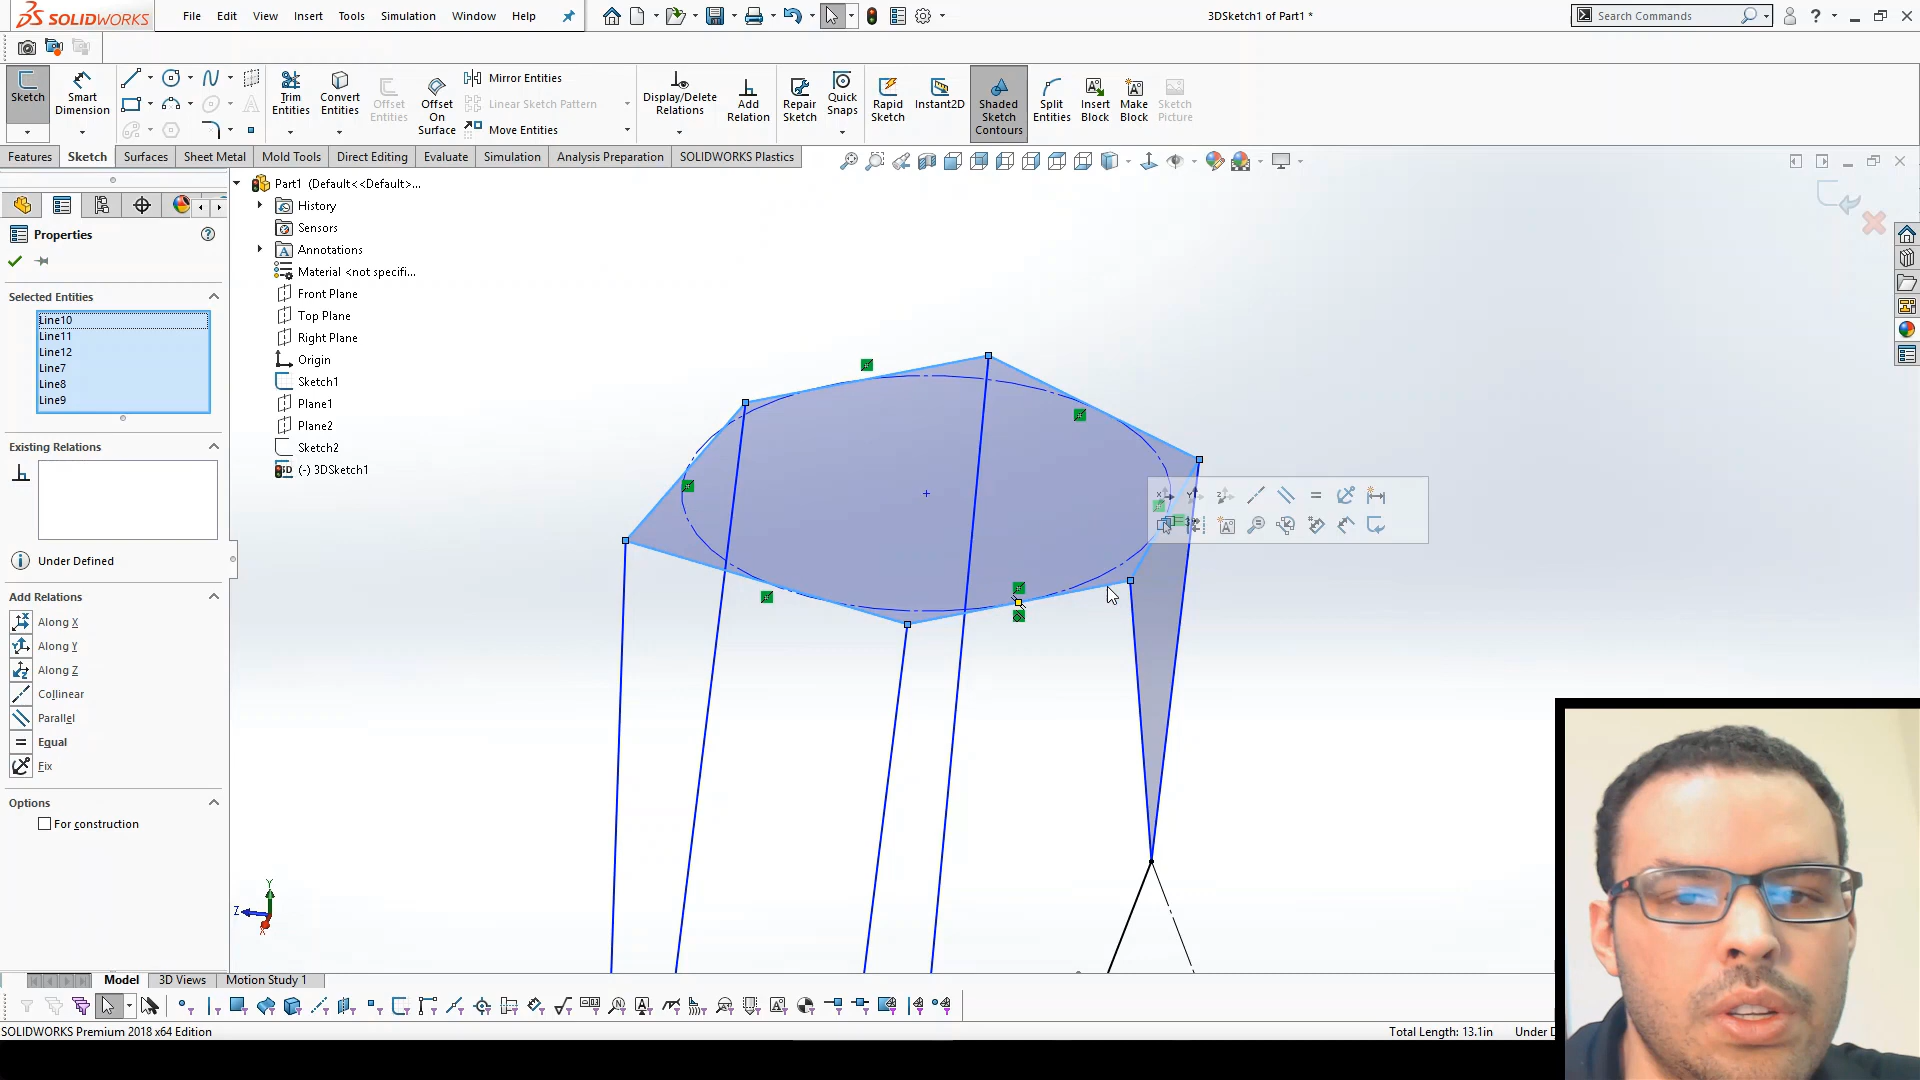 SOLIDWORKS
File Edit View Insert Tools Simulation Window Help
3DSketch1 of Part1 *
Search Commands
Sketch
Smart Dimension
Trim Entities
Convert Entities
Offset Entities
Offset On Surface
Mirror Entities
Linear Sketch Pattern
Move Entities
Display/Delete Relations
Add Relation
Repair Sketch
Quick Snaps
Rapid Sketch
Instant2D
Shaded Sketch Contours
Split Entities
Insert Block
Make Block
Sketch Picture
Features Sketch Surfaces Sheet Metal Mold Tools Direct Editing Evaluate Simulation Analysis Preparation SOLIDWORKS Plastics
Properties
Selected Entities
Line10
Line11
Line12
Line7
Line8
Line9
Existing Relations
Under Defined
Add Relations
Along X
Along Y
Along Z
Collinear
Parallel
Equal
Fix
Options
For construction
Part1 (Default<<Default>...
History
Sensors
Annotations
Material <not specifi...
Front Plane
Top Plane
Right Plane
Origin
Sketch1
Plane1
Plane2
Sketch2
(-) 3DSketch1
Y
Z
X
Model 3D Views Motion Study 1
SOLIDWORKS Premium 2018 x64 Edition
Total Length: 13.1in
Under D